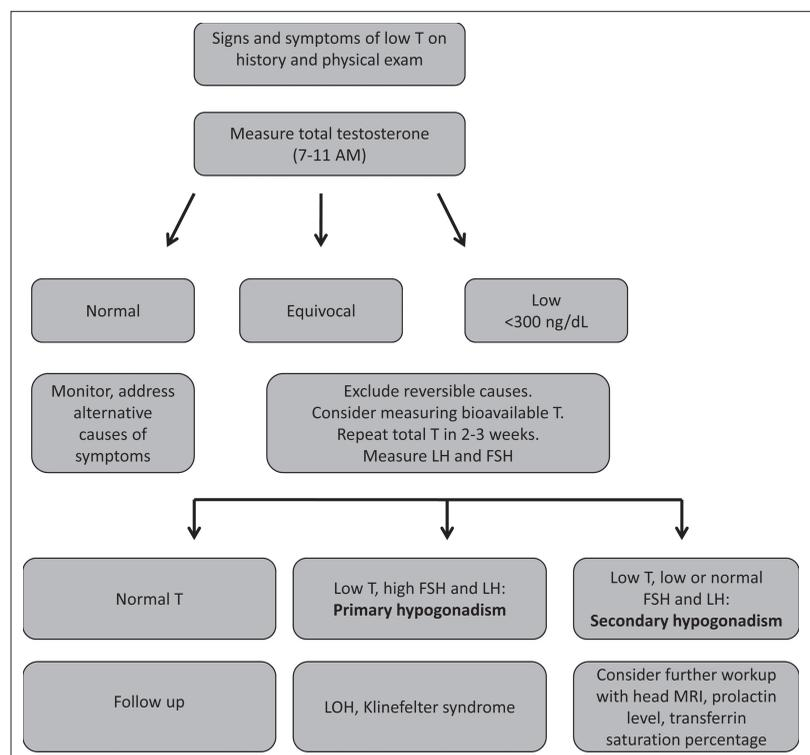 Signs and symptoms of low T on
history and physical exam
Measure total testosterone
(7-11 AM)
Normal
Equivocal
Low
<300 ng/dL
Monitor, address
alternative
causes of
symptoms
Exclude reversible causes.
Consider measuring bioavailable T.
Repeat total T in 2-3 weeks.
Measure LH and FSH
Normal T
Low T, high FSH and LH:
Primary hypogonadism
Low T, low or normal
FSH and LH:
Secondary hypogonadism
Follow up
LOH, Klinefelter syndrome
Consider further workup
with head MRI, prolactin
level, transferrin
saturation percentage